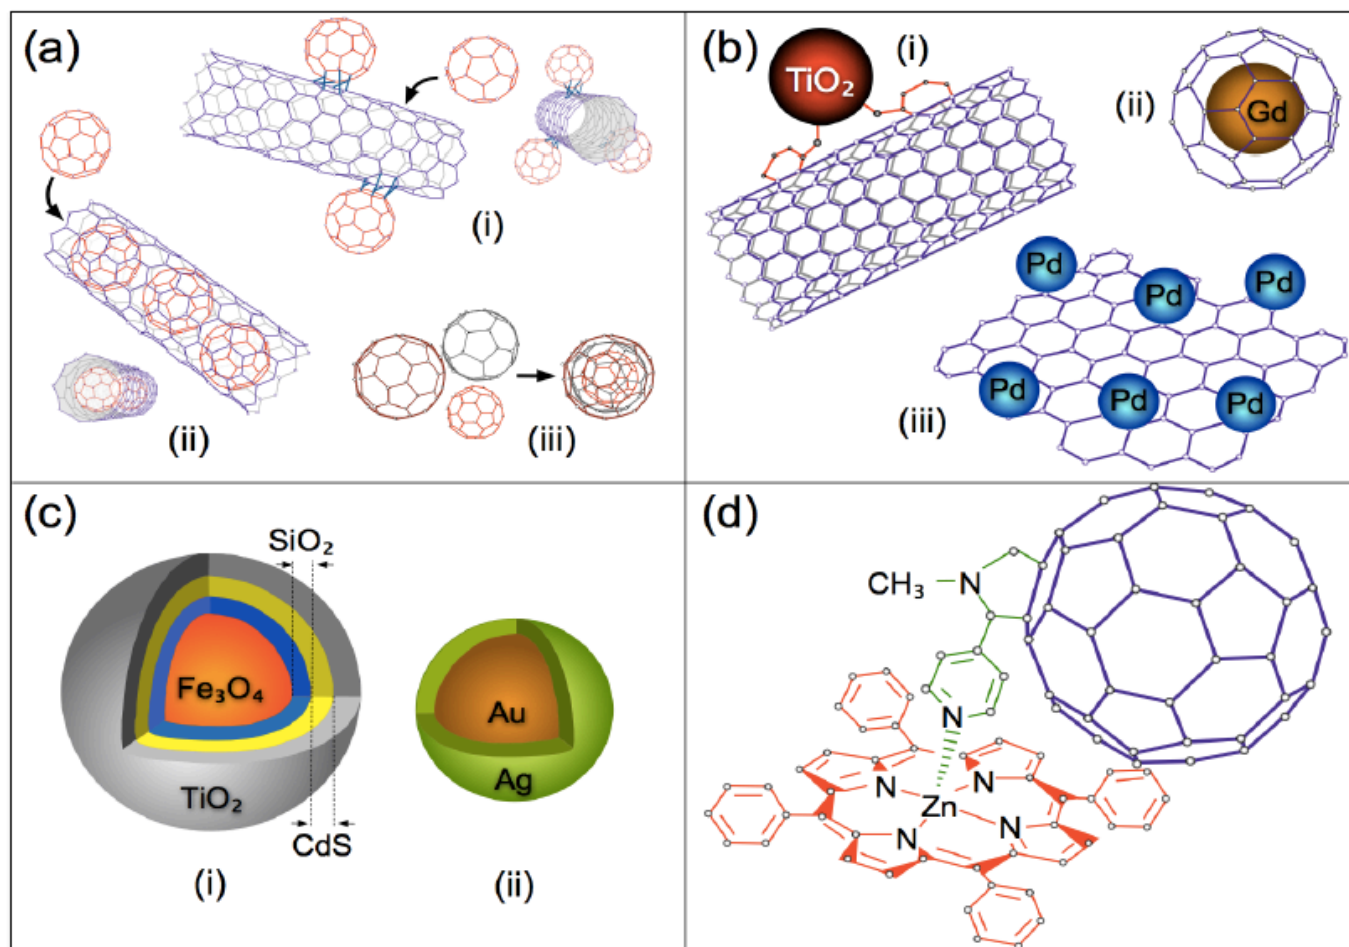 (a)
(i)
(ii)
(iii)
(b)
(i)
TiO₂
(ii)
Gd
Pd
Pd
Pd
Pd
Pd
Pd
(iii)
(c)
SiO₂
Fe₃O₄
TiO₂
CdS
(i)
Au
Ag
(ii)
(d)
CH₃
N
N
N
N
Zn
N
N